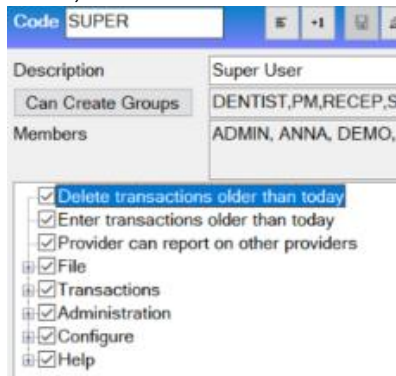 Code SUPER
+1
Description Super User
Can Create Groups DENTIST,PM,RECEP,S
Members ADMIN, ANNA, DEMO,
Delete transactions older than today
Enter transactions older than today
Provider can report on other providers
File
Transactions
Administration
Configure
Help